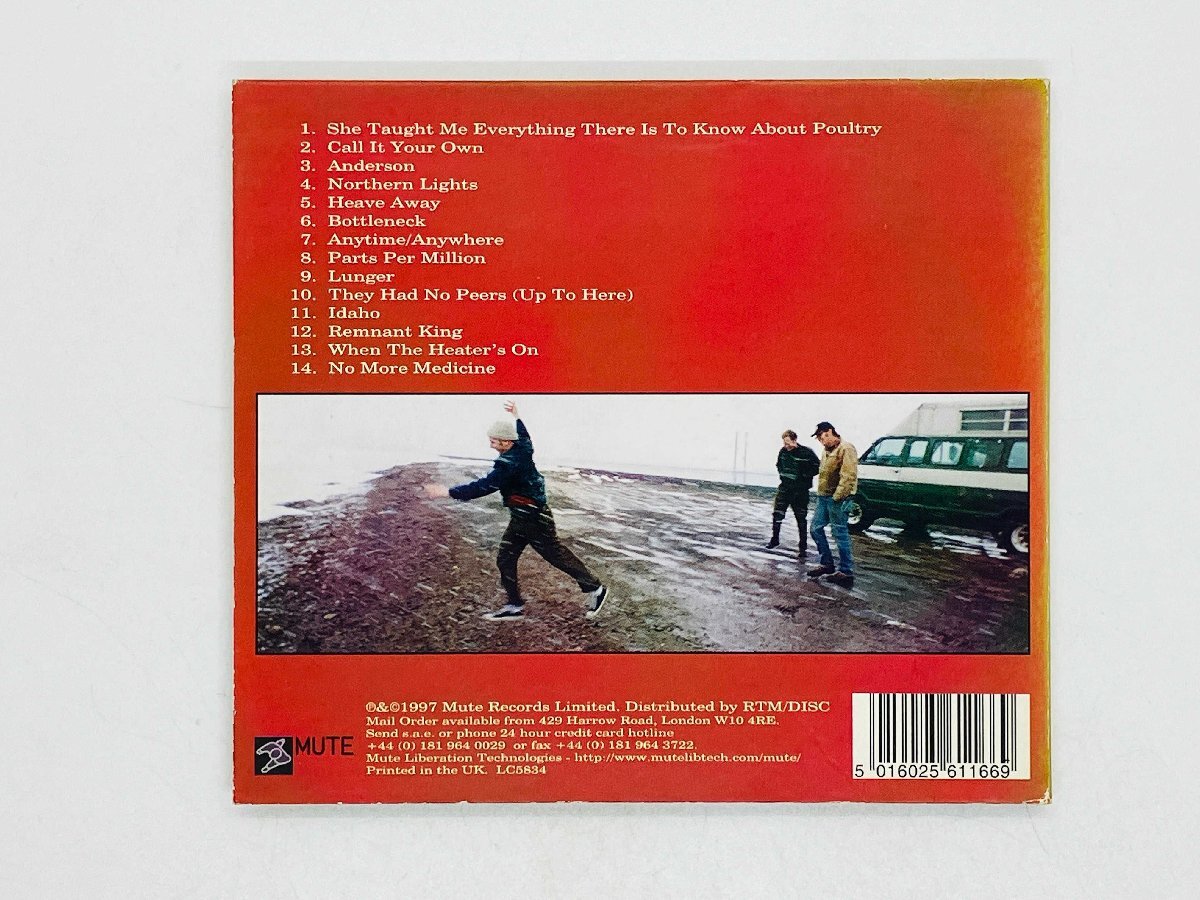 1. She Taught Me Everything There Is To Know About Poultry
2. Call It Your Own
3. Anderson
4. Northern Lights
5. Heave Away
6. Bottleneck
7. Anytime/Anywhere
8. Parts Per Million
9. Lunger
10. They Had No Peers (Up To Here)
11. Idaho
12. Remnant King
13. When The Heater's On
14. No More Medicine
℗&©1997 Mute Records Limited. Distributed by RTM/DISC
Mail Order available from 429 Harrow Road, London W10 4RE.
Send s.a.e. or phone 24 hour credit card hotline
+44 (0) 181 964 0029 or fax +44 (0) 181 964 3722.
Mute Liberation Technologies - http://www.mutelibtech.com/mute/
Printed in the UK. LC5834
MUTE
5 016025 611669